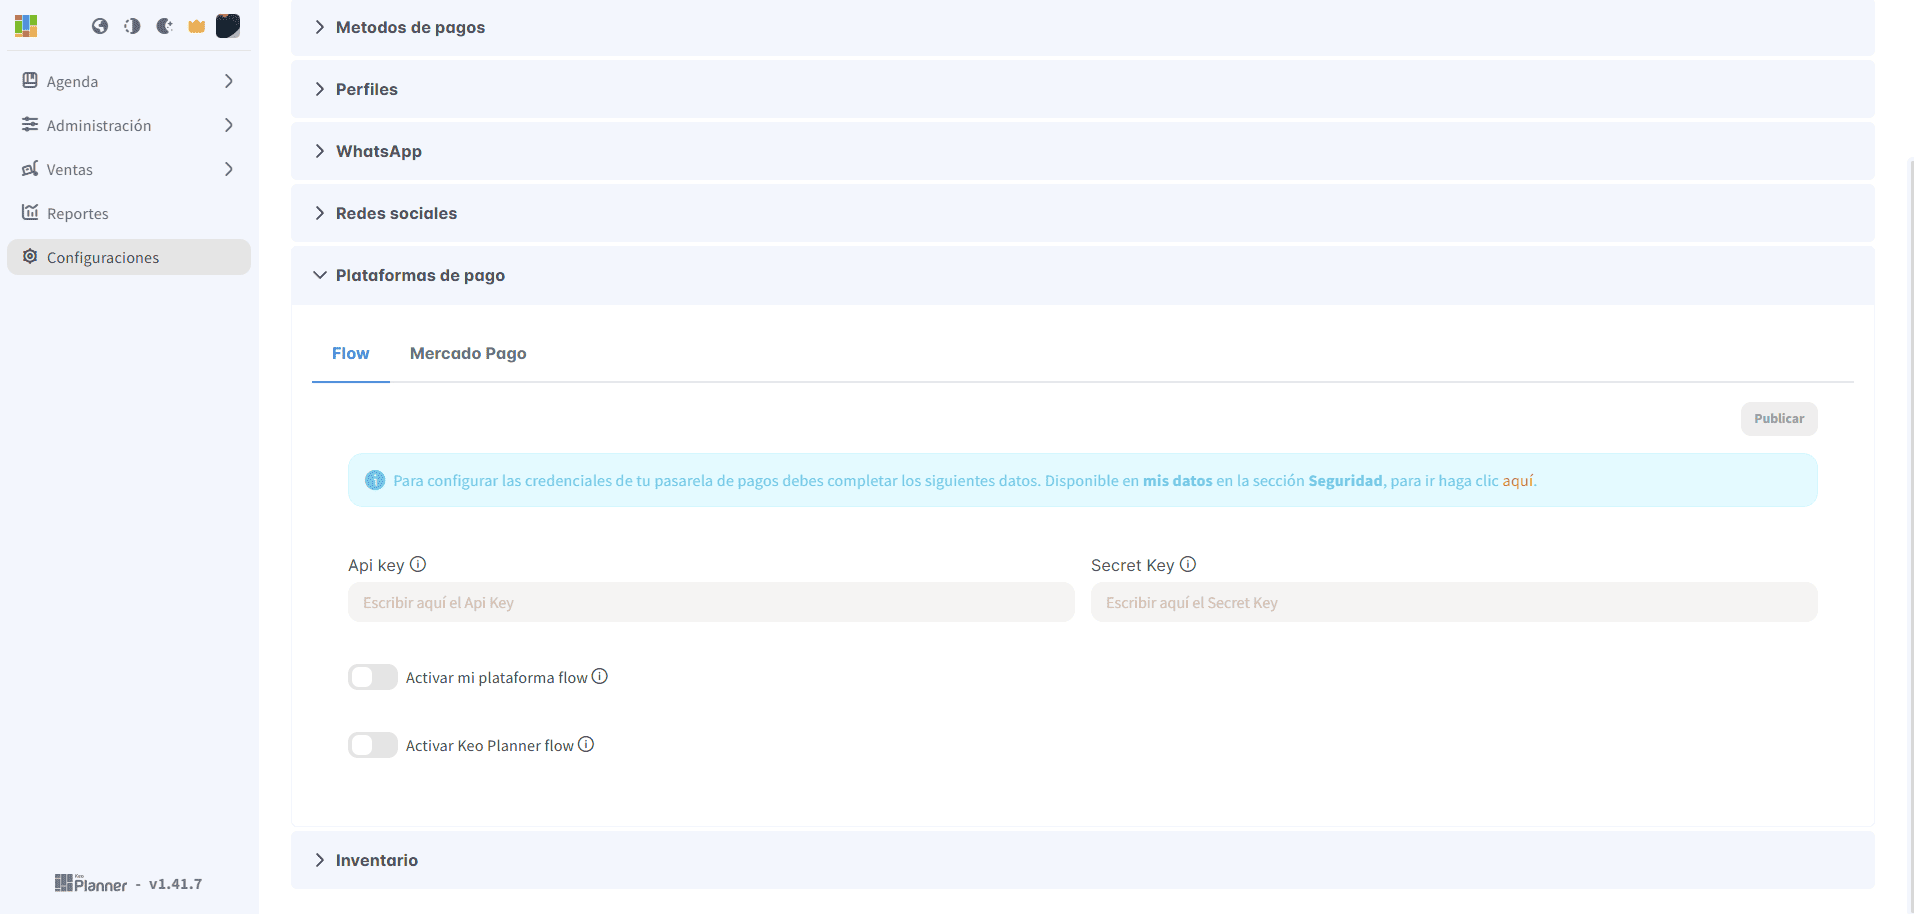 Agenda
Administración
Ventas
Reportes
Configuraciones
Keo
Planner - v1.41.7
Metodos de pagos
Perfiles
WhatsApp
Redes sociales
Plataformas de pago
Flow Mercado Pago
Publicar
Para configurar las credenciales de tu pasarela de pagos debes completar los siguientes datos. Disponible en mis datos en la sección Seguridad, para ir haga clic aquí.
Api key Secret Key
Escribir aquí el Api Key Escribir aquí el Secret Key
Activar mi plataforma flow
Activar Keo Planner flow
Inventario